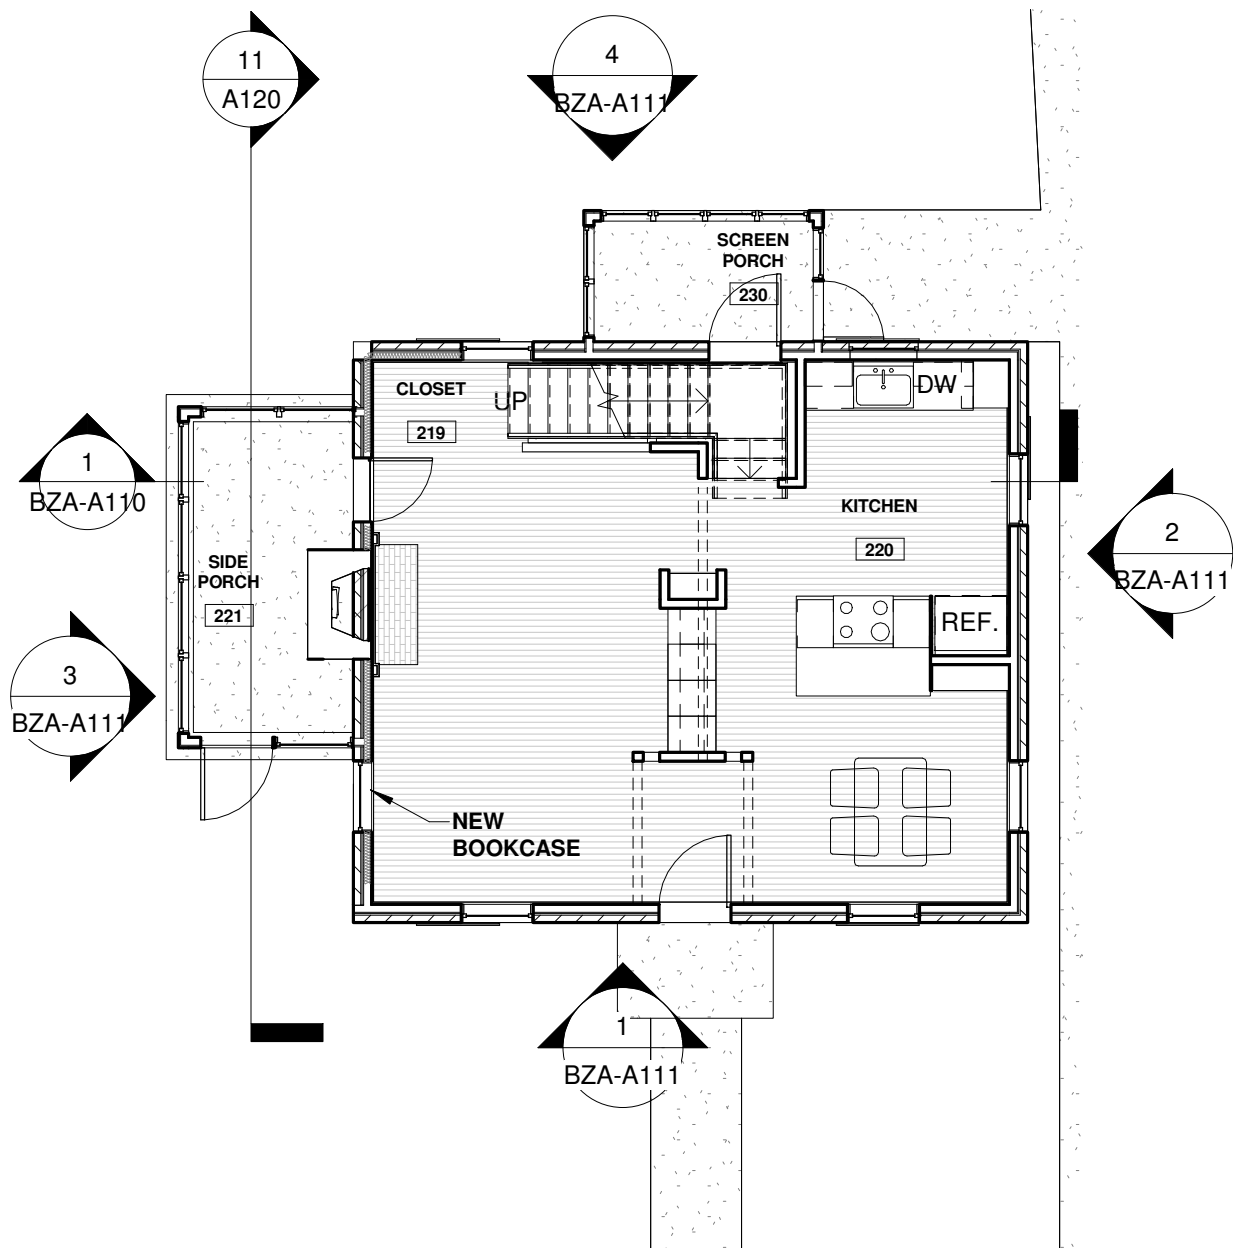 11
A120
4
BZA-A111
SCREEN
PORCH
230
CLOSET
219
UP
DW
1
BZA-A110
KITCHEN
220
2
BZA-A111
SIDE
PORCH
221
REF.
3
BZA-A111
NEW
BOOKCASE
1
BZA-A111